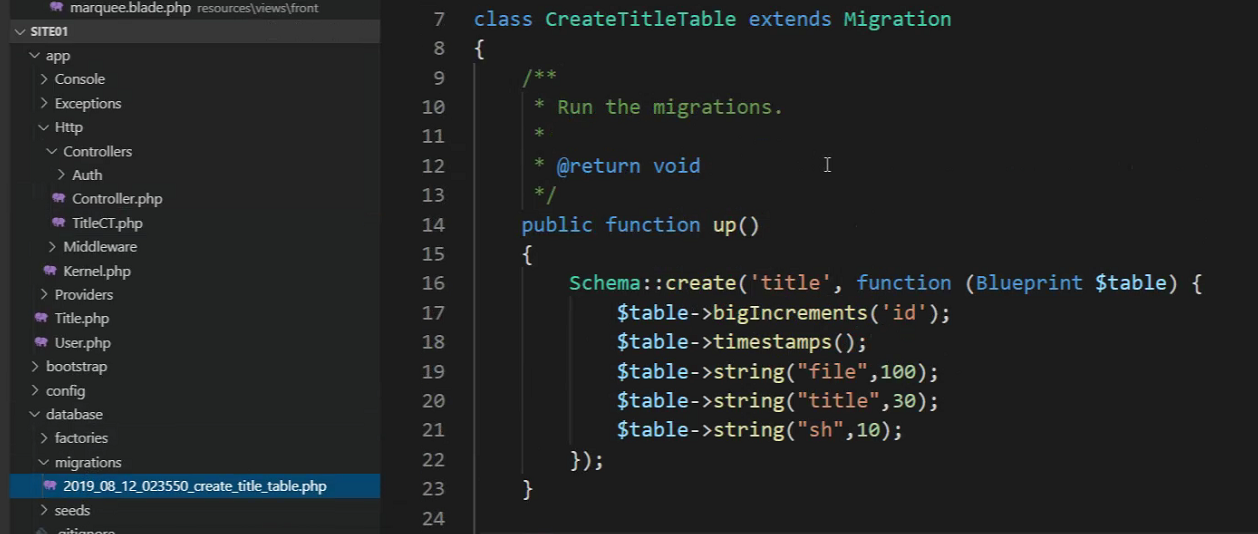 marquee.blade.php resources\views\front
SITE01
app
Console
Exceptions
Http
Controllers
Auth
Controller.php
TitleCT.php
Middleware
Kernel.php
Providers
Title.php
User.php
bootstrap
config
database
factories
migrations
2019_08_12_023550_create_title_table.php
seeds
.gitignore
7 class CreateTitleTable extends Migration
8 {
9 /**
10 * Run the migrations.
11 *
12 * @return void
13 */
14 public function up()
15 {
16 Schema::create('title', function (Blueprint $table) {
17 $table->bigIncrements('id');
18 $table->timestamps();
19 $table->string("file",100);
20 $table->string("title",30);
21 $table->string("sh",10);
22 });
23 }
24